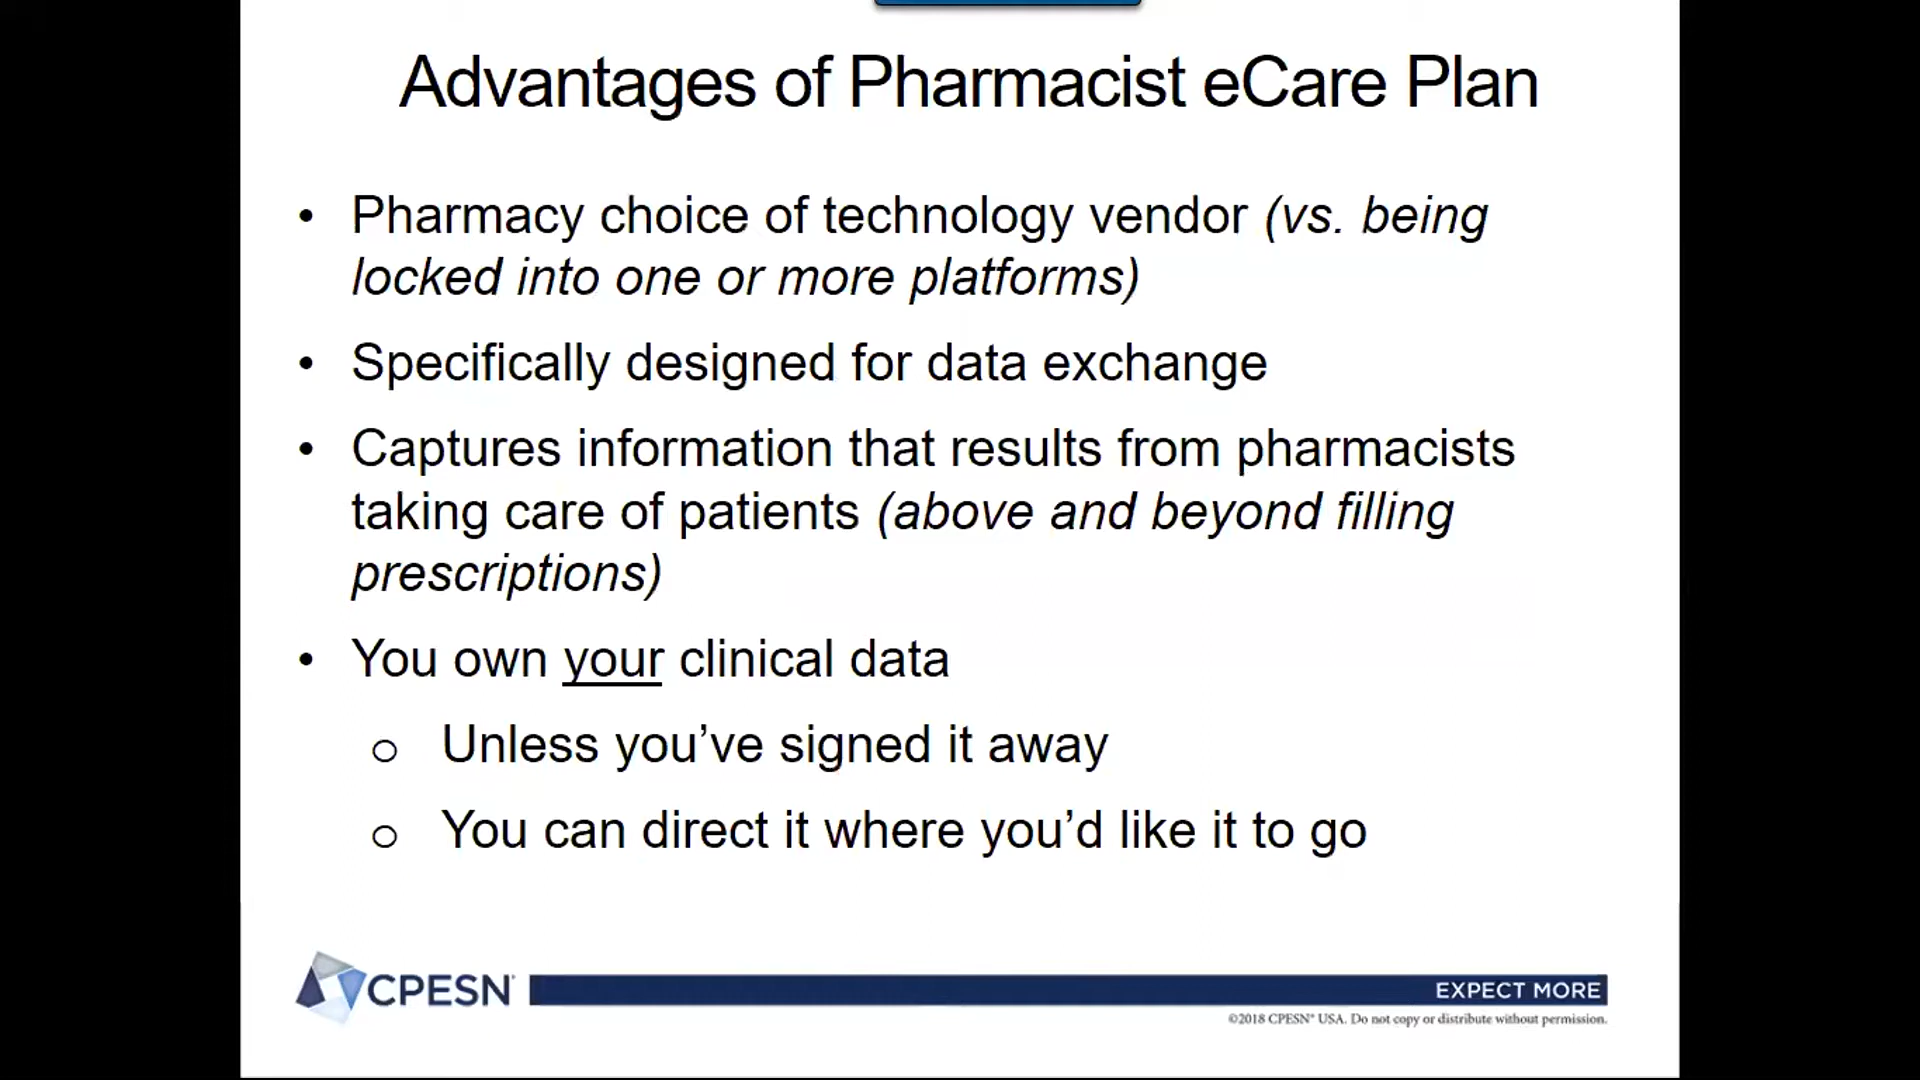 Advantages of Pharmacist eCare Plan
• Pharmacy choice of technology vendor (vs. being
locked into one or more platforms)
• Specifically designed for data exchange
• Captures information that results from pharmacists
taking care of patients (above and beyond filling
prescriptions)
• You own your clinical data
o Unless you’ve signed it away
o You can direct it where you’d like it to go
CPESN®
EXPECT MORE
©2018 CPESN® USA. Do not copy or distribute without permission.